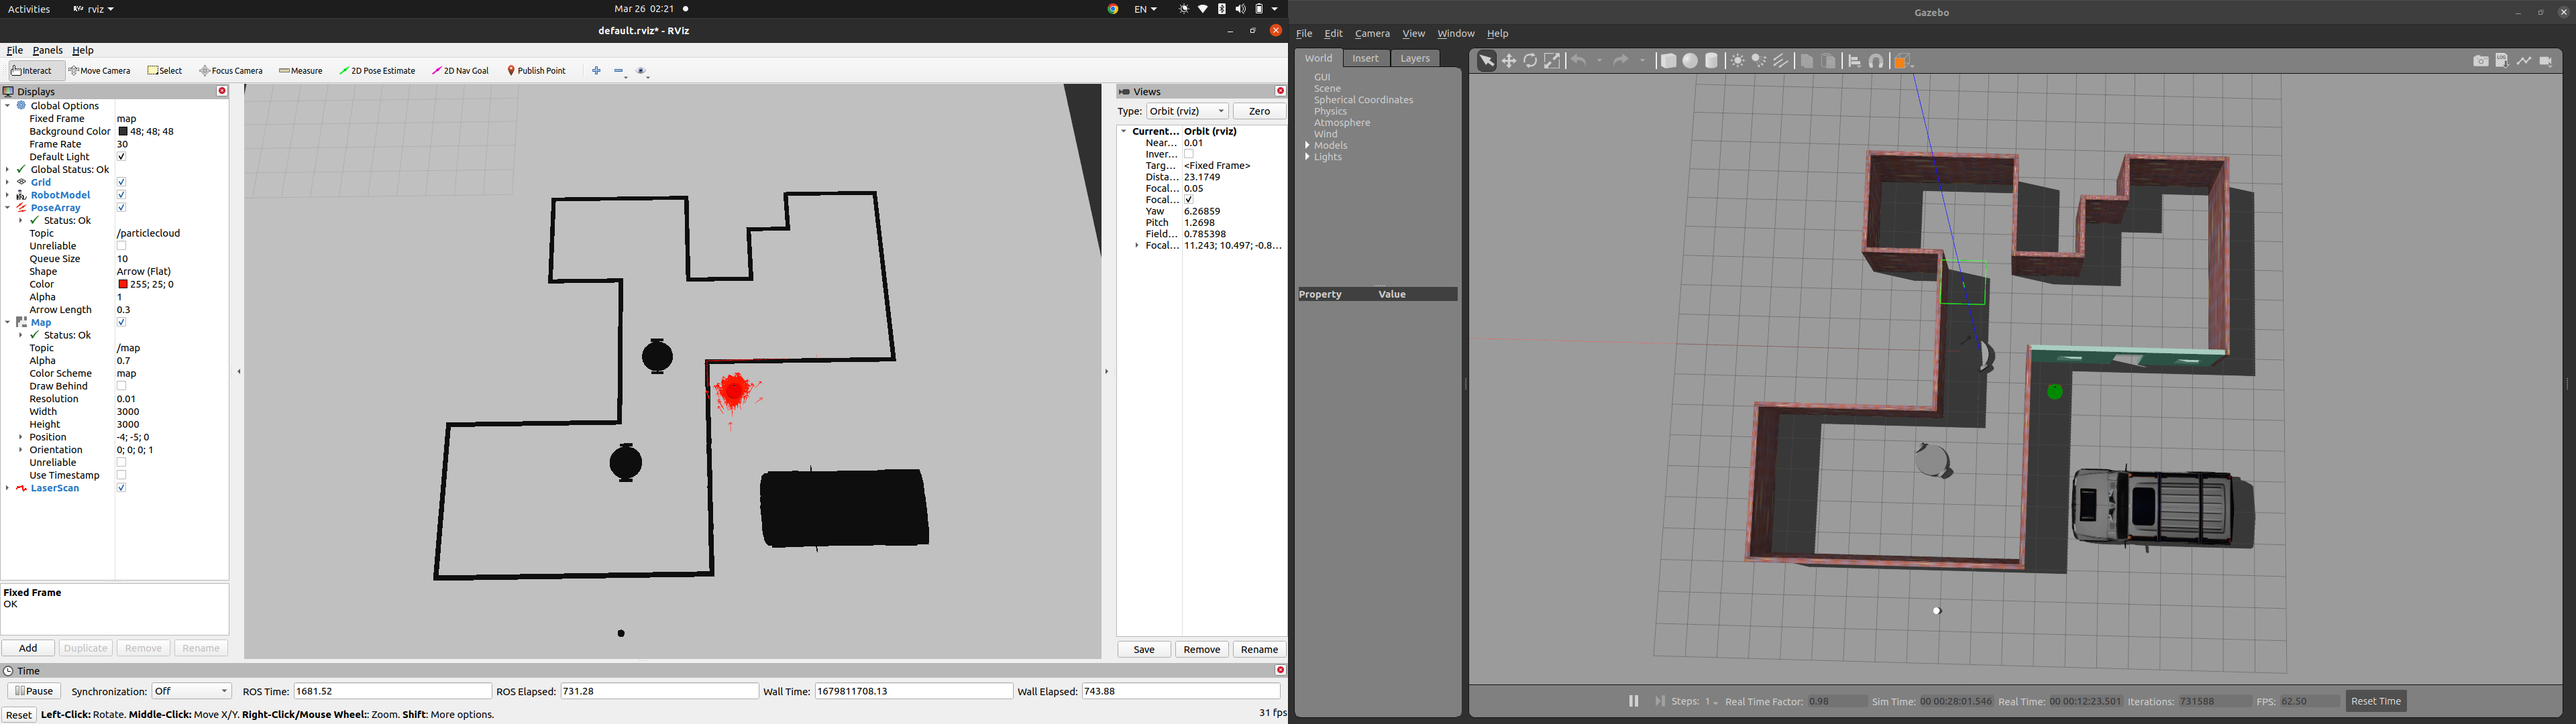 Activities rviz Mar 26 02:21 EN
default.rviz* - RViz
File Panels Help
Interact Move Camera Select Focus Camera Measure 2D Pose Estimate 2D Nav Goal Publish Point
Displays
Global Options
Fixed Frame map
Background Color 48; 48; 48
Frame Rate 30
Default Light
Global Status: Ok
Grid
RobotModel
PoseArray
Status: Ok
Topic /particlecloud
Unreliable
Queue Size 10
Shape Arrow (Flat)
Color 255; 25; 0
Alpha 1
Arrow Length 0.3
Map
Status: Ok
Topic /map
Alpha 0.7
Color Scheme map
Draw Behind
Resolution 0.01
Width 3000
Height 3000
Position -4; -5; 0
Orientation 0; 0; 0; 1
Unreliable
Use Timestamp
LaserScan
Fixed Frame
OK
Add Duplicate Remove Rename
Views
Type: Orbit (rviz) Zero
Current... Orbit (rviz)
Near... 0.01
Inver...
Targ... <Fixed Frame>
Dista... 23.1749
Focal... 0.05
Focal...
Yaw 6.26859
Pitch 1.2698
Field... 0.785398
Focal... 11.243; 10.497; -0.8...
Save Remove Rename
Time
Pause Synchronization: Off ROS Time: 1681.52 ROS Elapsed: 731.28 Wall Time: 1679811708.13 Wall Elapsed: 743.88
Reset Left-Click: Rotate. Middle-Click: Move X/Y. Right-Click/Mouse Wheel:: Zoom. Shift: More options. 31 fps
Gazebo
File Edit Camera View Window Help
World Insert Layers
GUI
Scene
Spherical Coordinates
Physics
Atmosphere
Wind
Models
Lights
Property Value
Steps: 1 Real Time Factor: 0.98 Sim Time: 00 00:28:01.546 Real Time: 00 00:12:23.501 Iterations: 731588 FPS: 62.50 Reset Time